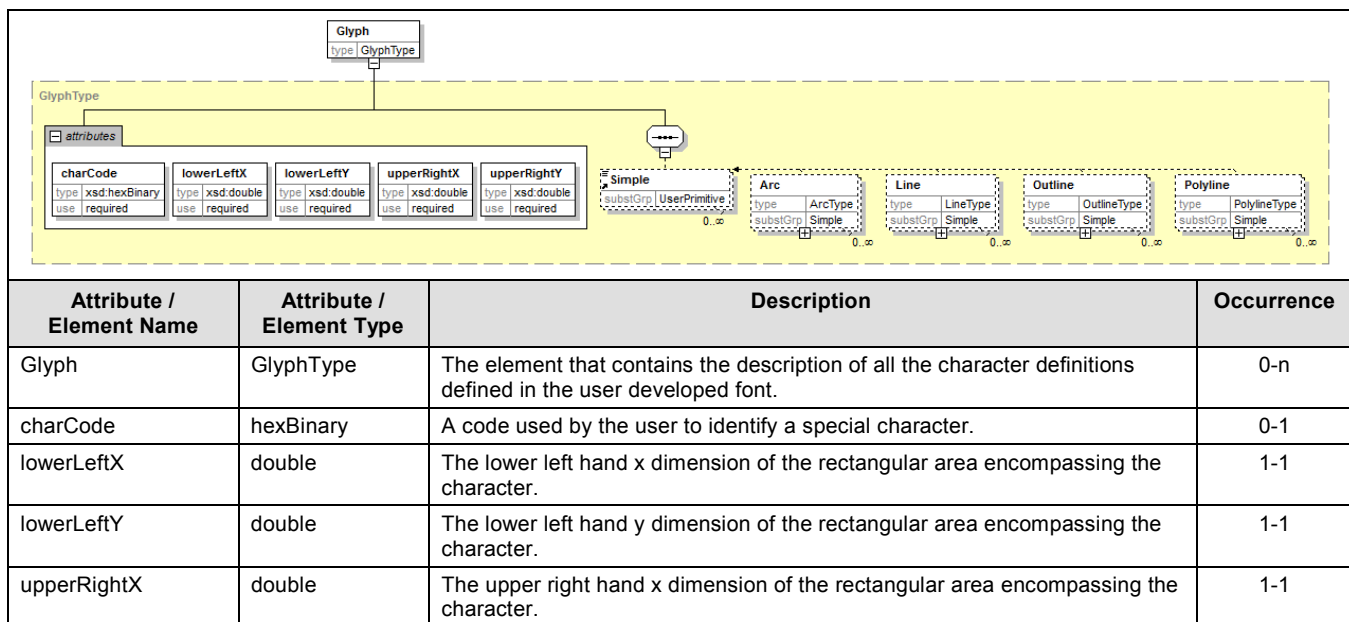 Glyph
type GlyphType
GlyphType
attributes
charCode lowerLeftX lowerLeftY upperRightX upperRightY
type xsd:hexBinary type xsd:double type xsd:double type xsd:double type xsd:double
use required use required use required use required use required
Simple Arc Line Outline Polyline
substGrp UserPrimitive type ArcType type LineType type OutlineType type PolylineType
substGrp Simple substGrp Simple substGrp Simple substGrp Simple
0..∞ 0..∞ 0..∞ 0..∞ 0..∞
Attribute / Attribute / Description Occurrence
Element Name Element Type
Glyph GlyphType The element that contains the description of all the character definitions 0-n
defined in the user developed font.
charCode hexBinary A code used by the user to identify a special character. 0-1
lowerLeftX double The lower left hand x dimension of the rectangular area encompassing the 1-1
character.
lowerLeftY double The lower left hand y dimension of the rectangular area encompassing the 1-1
character.
upperRightX double The upper right hand x dimension of the rectangular area encompassing the 1-1
character.